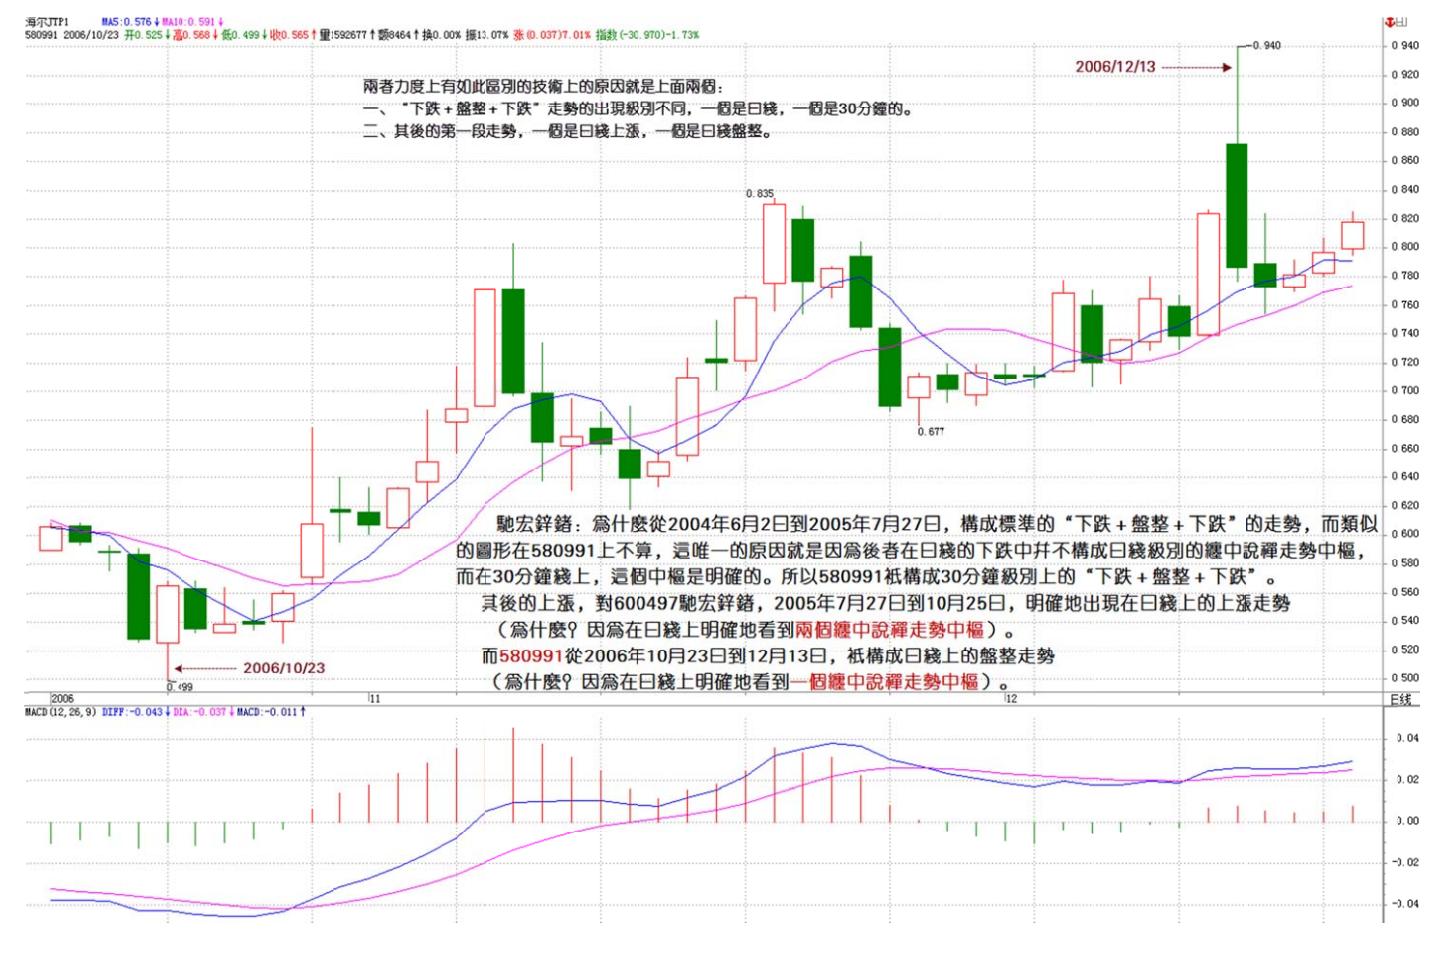 海尔JTP1 MA5:0.576↓MA10:0.591↓
580991 2006/10/23 开0.525↓高0.568↓低0.499↓收0.565↑量592677↑额8464↑换0.00% 振13.07% 涨(0.037)7.01% 指数(-30.970)-1.73%
0.940
0.940
2006/12/13
0.920
兩者力度上有如此區別的技術上的原因就是上面兩個：
0.900
一、“下跌＋盤整＋下跌”走勢的出現級別不同，一個是日綫，一個是30分鐘的。
二、其後的第一段走勢，一個是日綫上漲，一個是日綫盤整。
0.880
0.860
0.840
0.835
0.820
0.800
0.780
0.760
0.740
0.720
0.700
0.680
0.677
0.660
0.640
0.620
馳宏鋅鍺：爲什麼從2004年6月2日到2005年7月27日，構成標準的“下跌＋盤整＋下跌”的走勢，而類似
0.600
的圖形在580991上不算，這唯一的原因就是因爲後者在日綫的下跌中幷不構成日綫級別的纏中說禪走勢中樞，
0.580
而在30分鐘綫上，這個中樞是明確的。所以580991衹構成30分鐘級別上的“下跌＋盤整＋下跌”。
0.560
其後的上漲，對600497馳宏鋅鍺，2005年7月27日到10月25日，明確地出現在日綫上的上漲走勢
0.540
（爲什麼？因爲在日綫上明確地看到兩個纏中說禪走勢中樞）。
0.520
而580991從2006年10月23日到12月13日，衹構成日綫上的盤整走勢
2006/10/23
0.500
（爲什麼？因爲在日綫上明確地看到一個纏中說禪走勢中樞）。
0.499
2006 11 12 日线
MACD(12,26,9) DIFF:-0.043↓DIA:-0.037↓MACD:-0.011↑
0.04
0.02
0.00
-0.02
-0.04